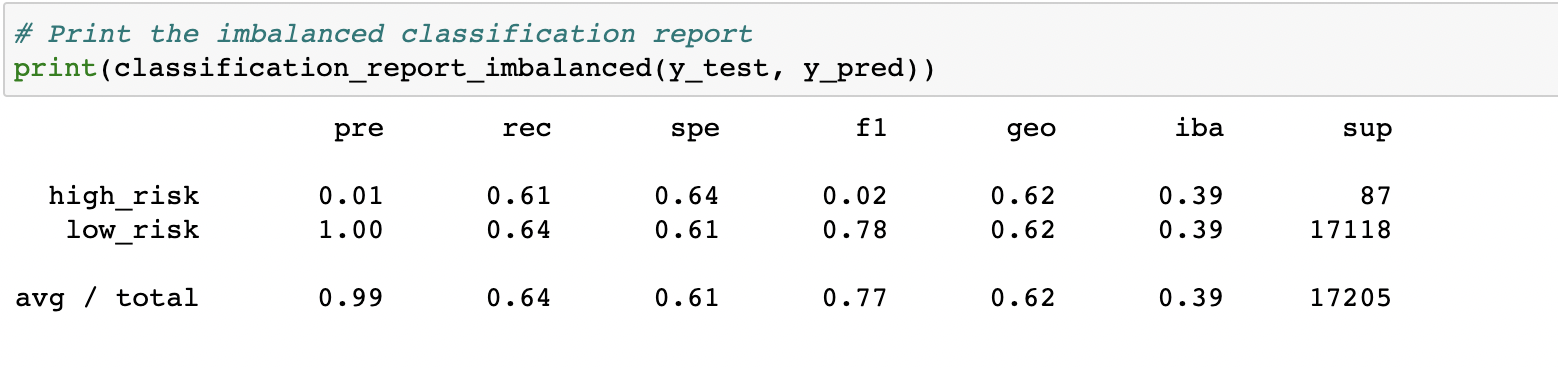 # Print the imbalanced classification report
print(classification_report_imbalanced(y_test, y_pred))
pre rec spe f1 geo iba sup
high_risk 0.01 0.61 0.64 0.02 0.62 0.39 87
low_risk 1.00 0.64 0.61 0.78 0.62 0.39 17118
avg / total 0.99 0.64 0.61 0.77 0.62 0.39 17205